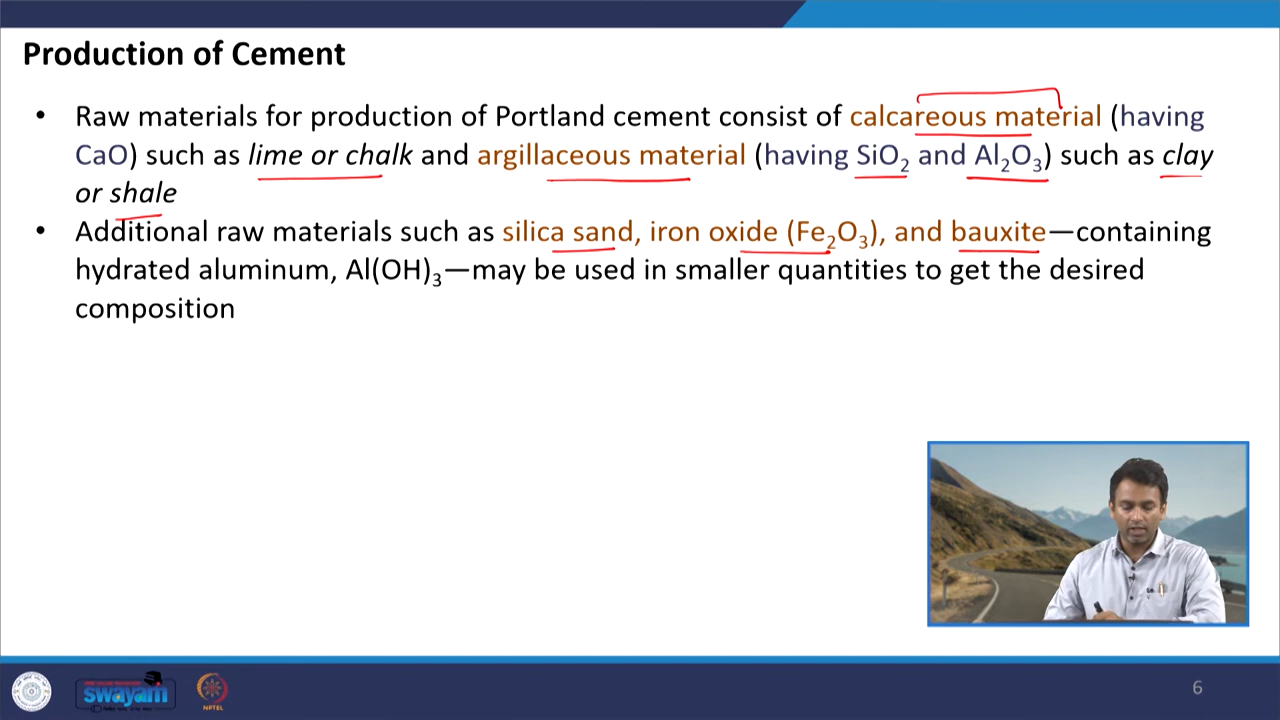 Production of Cement
• Raw materials for production of Portland cement consist of calcareous material (having
CaO) such as lime or chalk and argillaceous material (having SiO₂ and Al₂O₃) such as clay
or shale
• Additional raw materials such as silica sand, iron oxide (Fe₂O₃), and bauxite—containing
hydrated aluminum, Al(OH)₃—may be used in smaller quantities to get the desired
composition
swayam
NPTEL
6